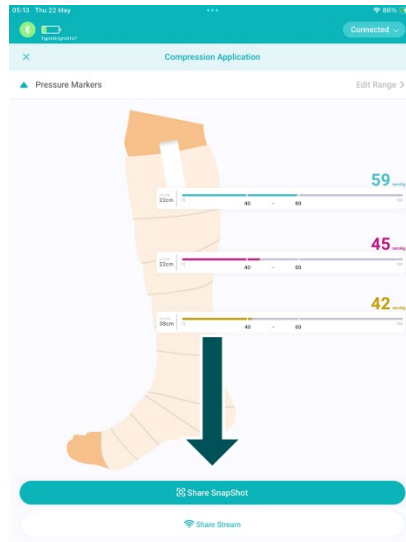 05:13 Thu 22 May
86%
Connected
Compression Application
Pressure Markers
Edit Range
59 mmHg
22cm
40 - 60
45 mmHg
22cm
40 - 60
42 mmHg
38cm
40 - 60
Share SnapShot
Share Stream